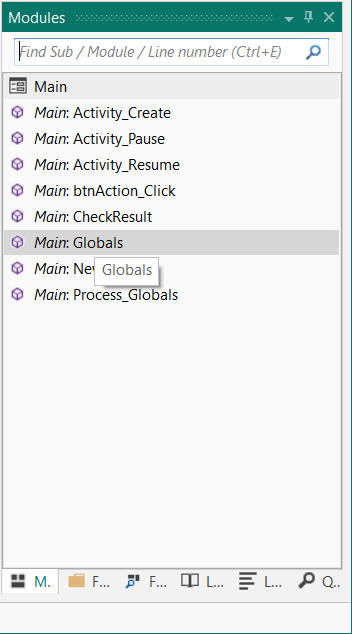 Modules
Find Sub / Module / Line number (Ctrl+E)
Main
Main: Activity_Create
Main: Activity_Pause
Main: Activity_Resume
Main: btnAction_Click
Main: CheckResult
Main: Globals
Main: Ne
Globals
Main: Process_Globals
M.. F... F... L... L... Q..